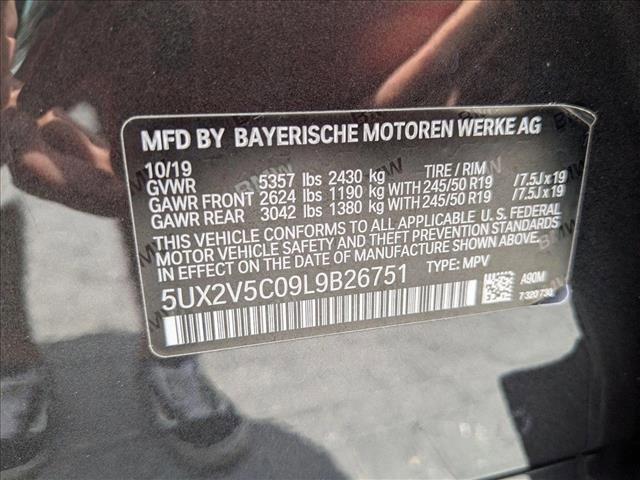 MFD BY BAYERISCHE MOTOREN WERKE AG
10/19 TIRE / RIM
GVWR 5357 lbs 2430 kg
GAWR FRONT 2624 lbs 1190 kg WITH 245/50 R19 /7.5J x 19
GAWR REAR 3042 lbs 1380 kg WITH 245/50 R19 /7.5J x 19
THIS VEHICLE CONFORMS TO ALL APPLICABLE U.S. FEDERAL
MOTOR VEHICLE SAFETY AND THEFT PREVENTION STANDARDS
IN EFFECT ON THE DATE OF MANUFACTURE SHOWN ABOVE.
5UX2V5C09L9B26751 TYPE: MPV
A90M
7 320 730